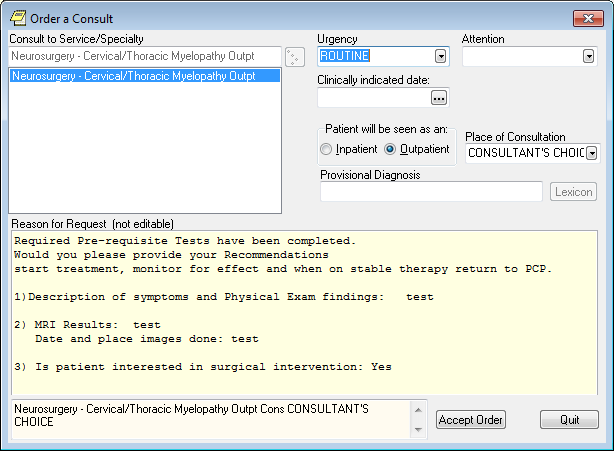 Order a Consult
Consult to Service/Specialty
Neurosurgery - Cervical/Thoracic Myelopathy Outpt
Neurosurgery - Cervical/Thoracic Myelopathy Outpt
Urgency
ROUTINE
Attention
Clinically indicated date:
...
Patient will be seen as an:
Inpatient Outpatient
Place of Consultation
CONSULTANT'S CHOIC
Provisional Diagnosis
Lexicon
Reason for Request (not editable)
Required Pre-requisite Tests have been completed.
Would you please provide your Recommendations
start treatment, monitor for effect and when on stable therapy return to PCP.
1)Description of symptoms and Physical Exam findings: test
2) MRI Results: test
Date and place images done: test
3) Is patient interested in surgical intervention: Yes
Neurosurgery - Cervical/Thoracic Myelopathy Outpt Cons CONSULTANT'S
CHOICE
Accept Order
Quit